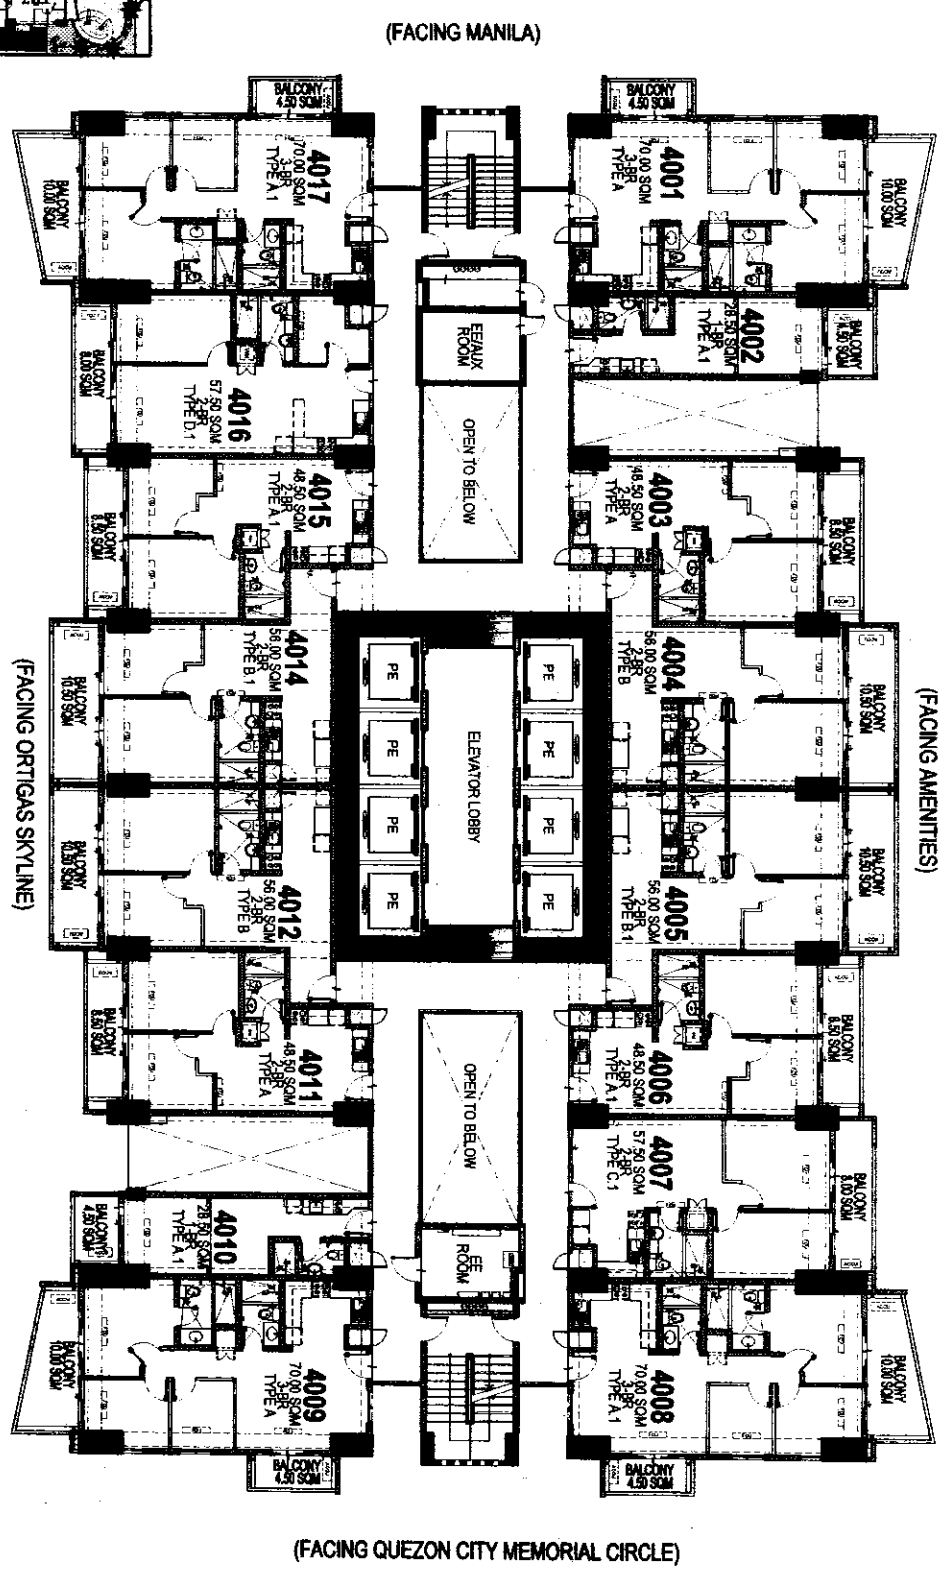 (FACING MANILA)
BALCONY
4.50 SQM
BALCONY
4.50 SQM
BALCONY
10.00 SQM
4017
70.00 SQM
3-BR
TYPE A.1
4001
70.00 SQM
3-BR
TYPE A
BALCONY
10.00 SQM
BALCONY
8.00 SQM
4016
57.50 SQM
2-BR
TYPE D.1
EE/AUX
ROOM
4002
28.50 SQM
1-BR
TYPE A.1
BALCONY
4.50 SQM
OPEN TO BELOW
BALCONY
8.50 SQM
4015
48.50 SQM
2-BR
TYPE A.1
4003
48.50 SQM
2-BR
TYPE A
BALCONY
8.50 SQM
BALCONY
10.50 SQM
4014
56.00 SQM
2-BR
TYPE B.1
PE
PE
4004
56.00 SQM
2-BR
TYPE B
BALCONY
10.50 SQM
(FACING ORTIGAS SKYLINE)
PE
PE
ELEVATOR LOBBY
(FACING AMENITIES)
PE
PE
BALCONY
10.50 SQM
4012
56.00 SQM
2-BR
TYPE B
PE
PE
4005
56.00 SQM
2-BR
TYPE B.1
BALCONY
10.50 SQM
BALCONY
8.50 SQM
4011
48.50 SQM
2-BR
TYPE A
OPEN TO BELOW
4006
48.50 SQM
2-BR
TYPE A.1
BALCONY
8.50 SQM
4007
57.50 SQM
2-BR
TYPE C.1
BALCONY
8.00 SQM
BALCONY
4.50 SQM
4010
28.50 SQM
1-BR
TYPE A.1
EE
ROOM
BALCONY
10.00 SQM
4009
70.00 SQM
3-BR
TYPE A
4008
70.00 SQM
3-BR
TYPE A.1
BALCONY
10.00 SQM
BALCONY
4.50 SQM
BALCONY
4.50 SQM
(FACING QUEZON CITY MEMORIAL CIRCLE)